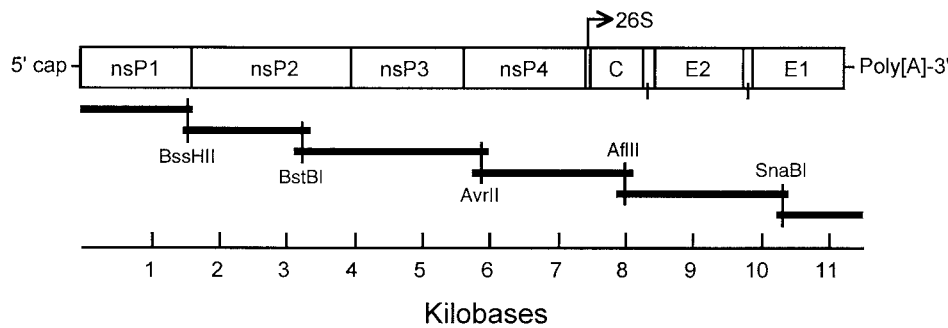 26S
5' cap nsP1 nsP2 nsP3 nsP4 C E2 E1 Poly[A]-3'
BssHII BstBI AvrII AflII SnaBI
1 2 3 4 5 6 7 8 9 10 11
Kilobases